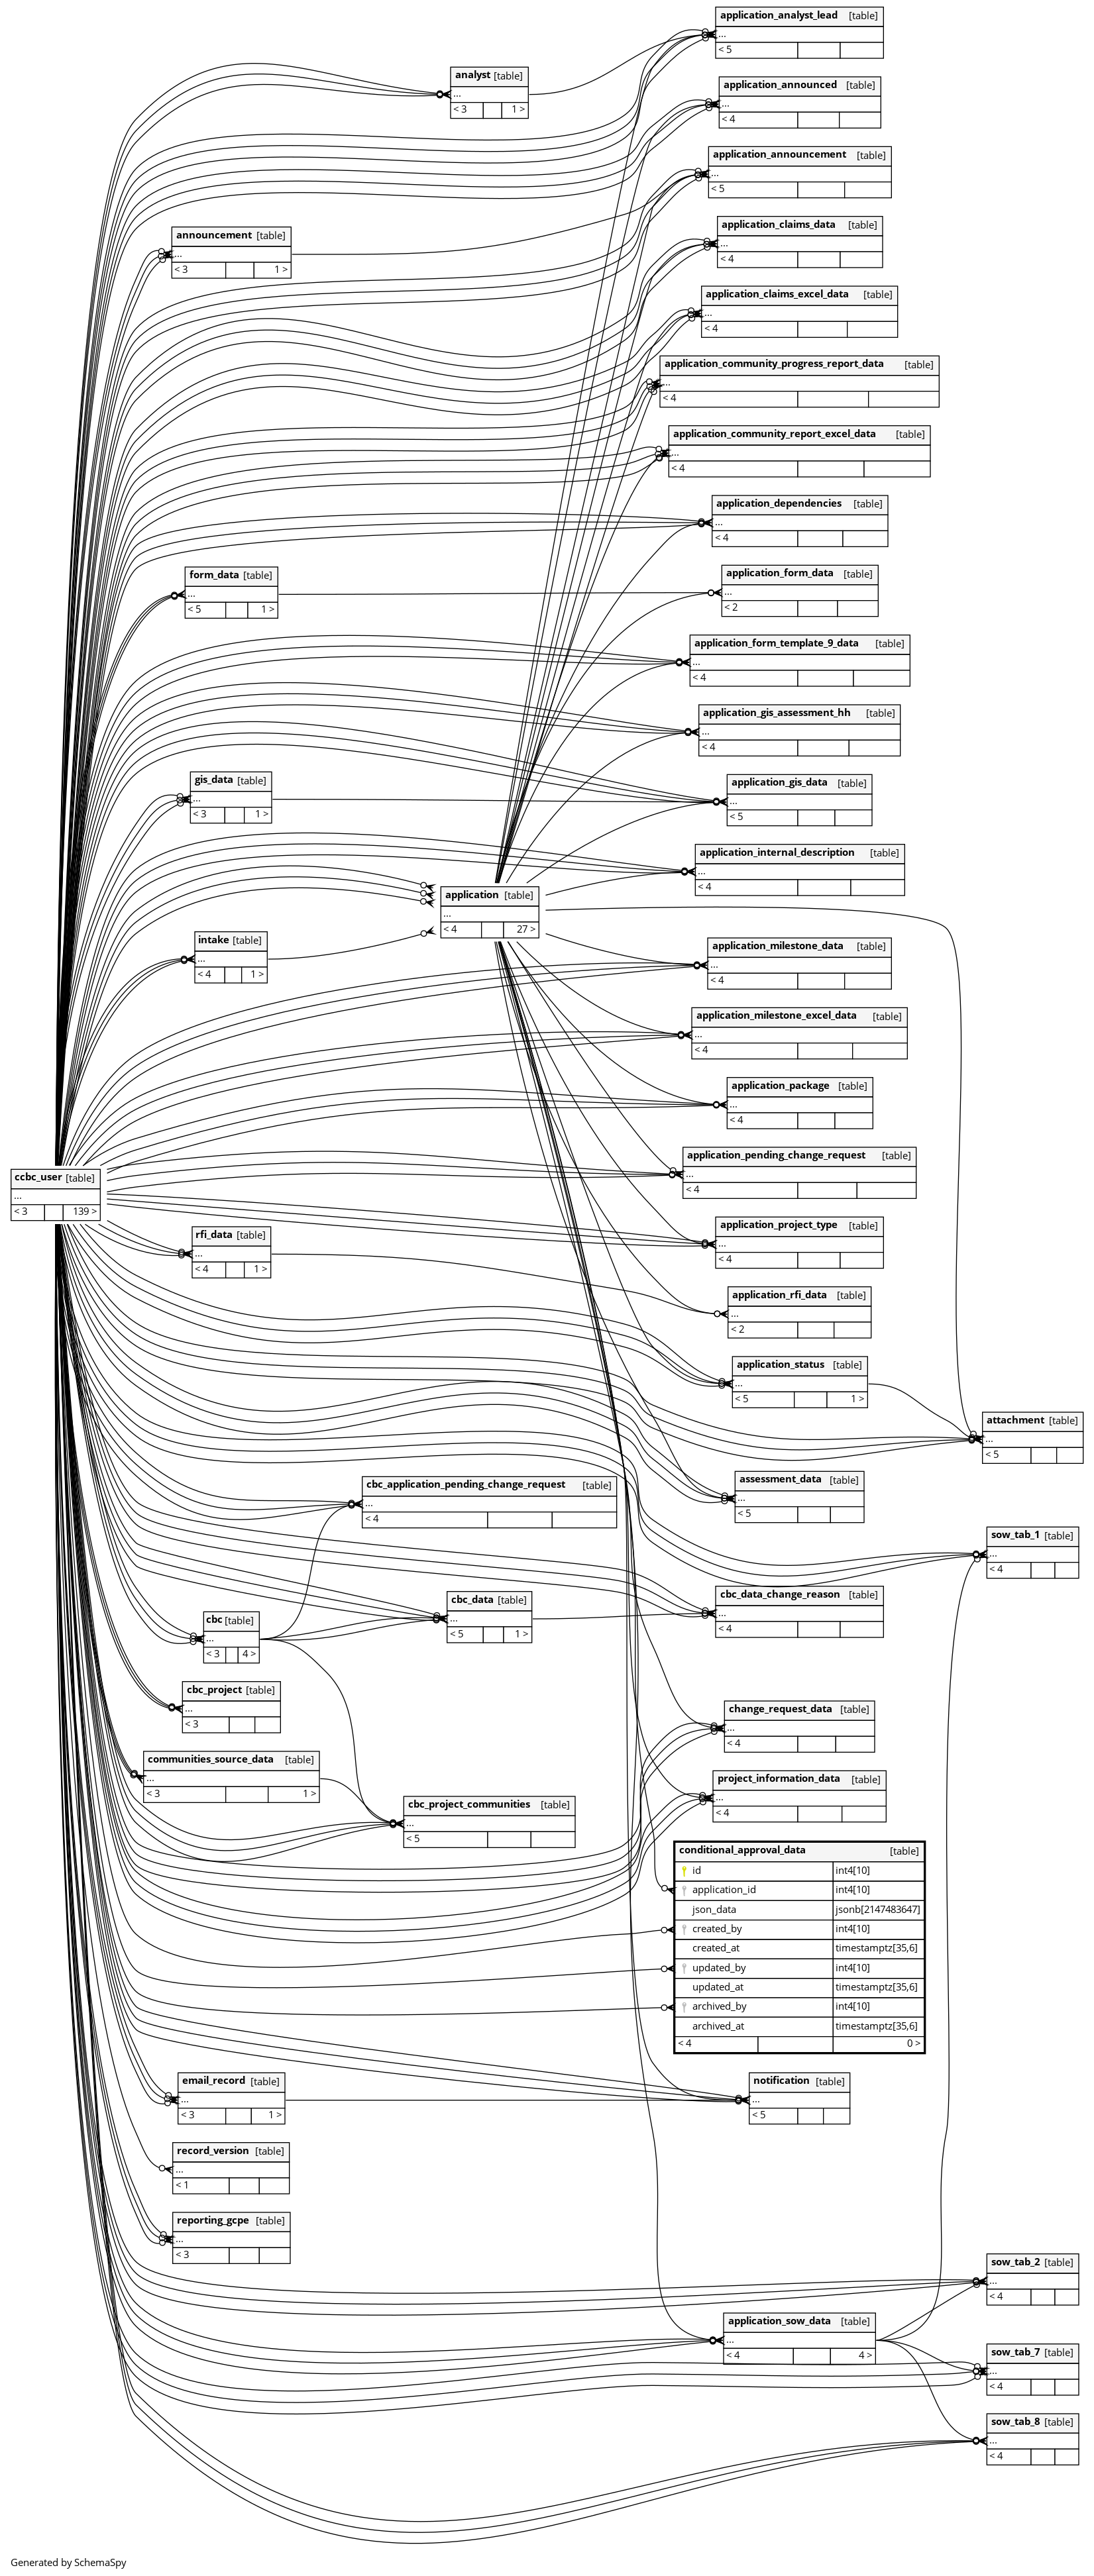 application_analyst_lead [table]
...
< 5
analyst [table]
...
< 3 1 >
application_announced [table]
...
< 4
application_announcement [table]
...
< 5
announcement [table]
...
< 3 1 >
application_claims_data [table]
...
< 4
application_claims_excel_data [table]
...
< 4
application_community_progress_report_data [table]
...
< 4
application_community_report_excel_data [table]
...
< 4
application_dependencies [table]
...
< 4
form_data [table]
...
< 5 1 >
application_form_data [table]
...
< 2
application_form_template_9_data [table]
...
< 4
application_gis_assessment_hh [table]
...
< 4
gis_data [table]
...
< 3 1 >
application_gis_data [table]
...
< 5
application_internal_description [table]
...
< 4
application [table]
...
< 4 27 >
intake [table]
...
< 4 1 >
application_milestone_data [table]
...
< 4
application_milestone_excel_data [table]
...
< 4
application_package [table]
...
< 4
application_pending_change_request [table]
...
< 4
ccbc_user [table]
...
< 3 139 >
application_project_type [table]
...
< 4
rfi_data [table]
...
< 4 1 >
application_rfi_data [table]
...
< 2
application_status [table]
...
< 5 1 >
attachment [table]
...
< 5
assessment_data [table]
...
< 5
cbc_application_pending_change_request [table]
...
< 4
sow_tab_1 [table]
...
< 4
cbc_data [table]
...
< 5 1 >
cbc_data_change_reason [table]
...
< 4
cbc [table]
...
< 3 4 >
cbc_project [table]
...
< 3
change_request_data [table]
...
< 4
communities_source_data [table]
...
< 3 1 >
project_information_data [table]
...
< 4
cbc_project_communities [table]
...
< 5
conditional_approval_data [table]
id int4[10]
application_id int4[10]
json_data jsonb[2147483647]
created_by int4[10]
created_at timestamptz[35,6]
updated_by int4[10]
updated_at timestamptz[35,6]
archived_by int4[10]
archived_at timestamptz[35,6]
< 4 0 >
email_record [table]
...
< 3 1 >
notification [table]
...
< 5
record_version [table]
...
< 1
reporting_gcpe [table]
...
< 3
sow_tab_2 [table]
...
< 4
application_sow_data [table]
...
< 4 4 >
sow_tab_7 [table]
...
< 4
sow_tab_8 [table]
...
< 4
Generated by SchemaSpy